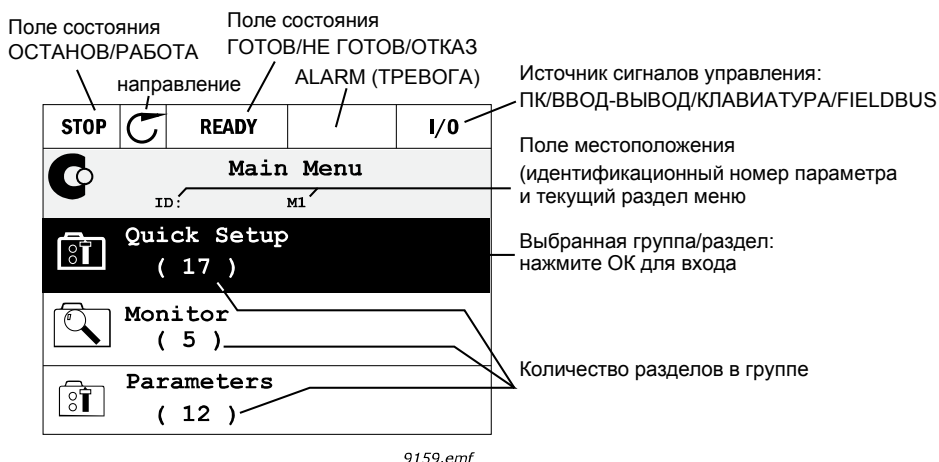 Поле состояния
ОСТАНОВ/РАБОТА
Поле состояния
ГОТОВ/НЕ ГОТОВ/ОТКАЗ
направление
ALARM (ТРЕВОГА)
Источник сигналов управления:
ПК/ВВОД-ВЫВОД/КЛАВИАТУРА/FIELDBUS
STOP READY I/O
Поле местоположения
(идентификационный номер параметра
и текущий раздел меню
Main Menu
ID: M1
Quick Setup
( 17 )
Выбранная группа/раздел:
нажмите ОК для входа
Monitor
( 5 )
Количество разделов в группе
Parameters
( 12 )
9159.emf